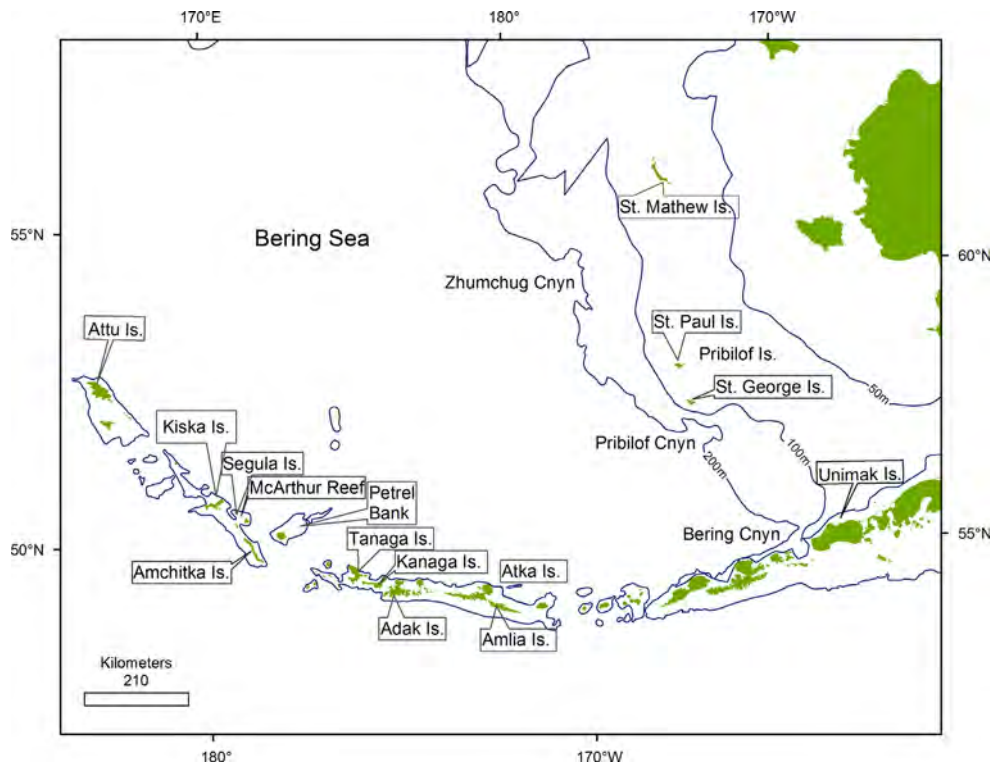 170°E
180°
170°W
55°N
Bering Sea
St. Mathew Is.
60°N
Zhumchug Cnyn
St. Paul Is.
Attu Is.
Pribilof Is.
St. George Is.
50m
Kiska Is.
Pribilof Cnyn
100m
Segula Is.
200m
Unimak Is.
McArthur Reef
Petrel
Bank
Bering Cnyn
Tanaga Is.
55°N
50°N
Kanaga Is.
Atka Is.
Amchitka Is.
Adak Is.
Amlia Is.
Kilometers
210
180°
170°W